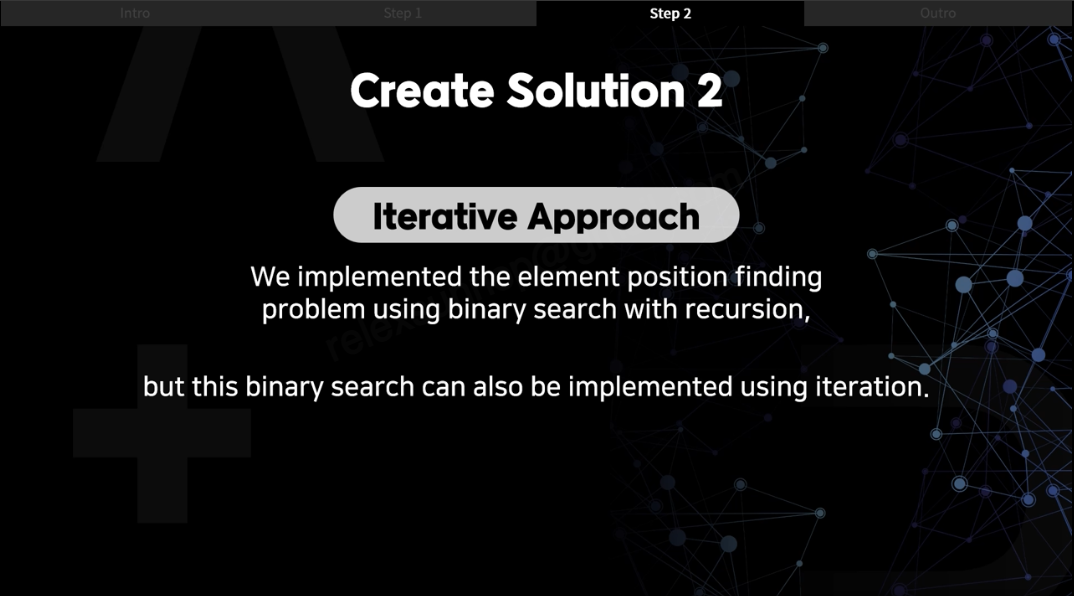 Intro
Step 1
Step 2
Outro
Create Solution 2
Iterative Approach
We implemented the element position finding
problem using binary search with recursion,
but this binary search can also be implemented using iteration.